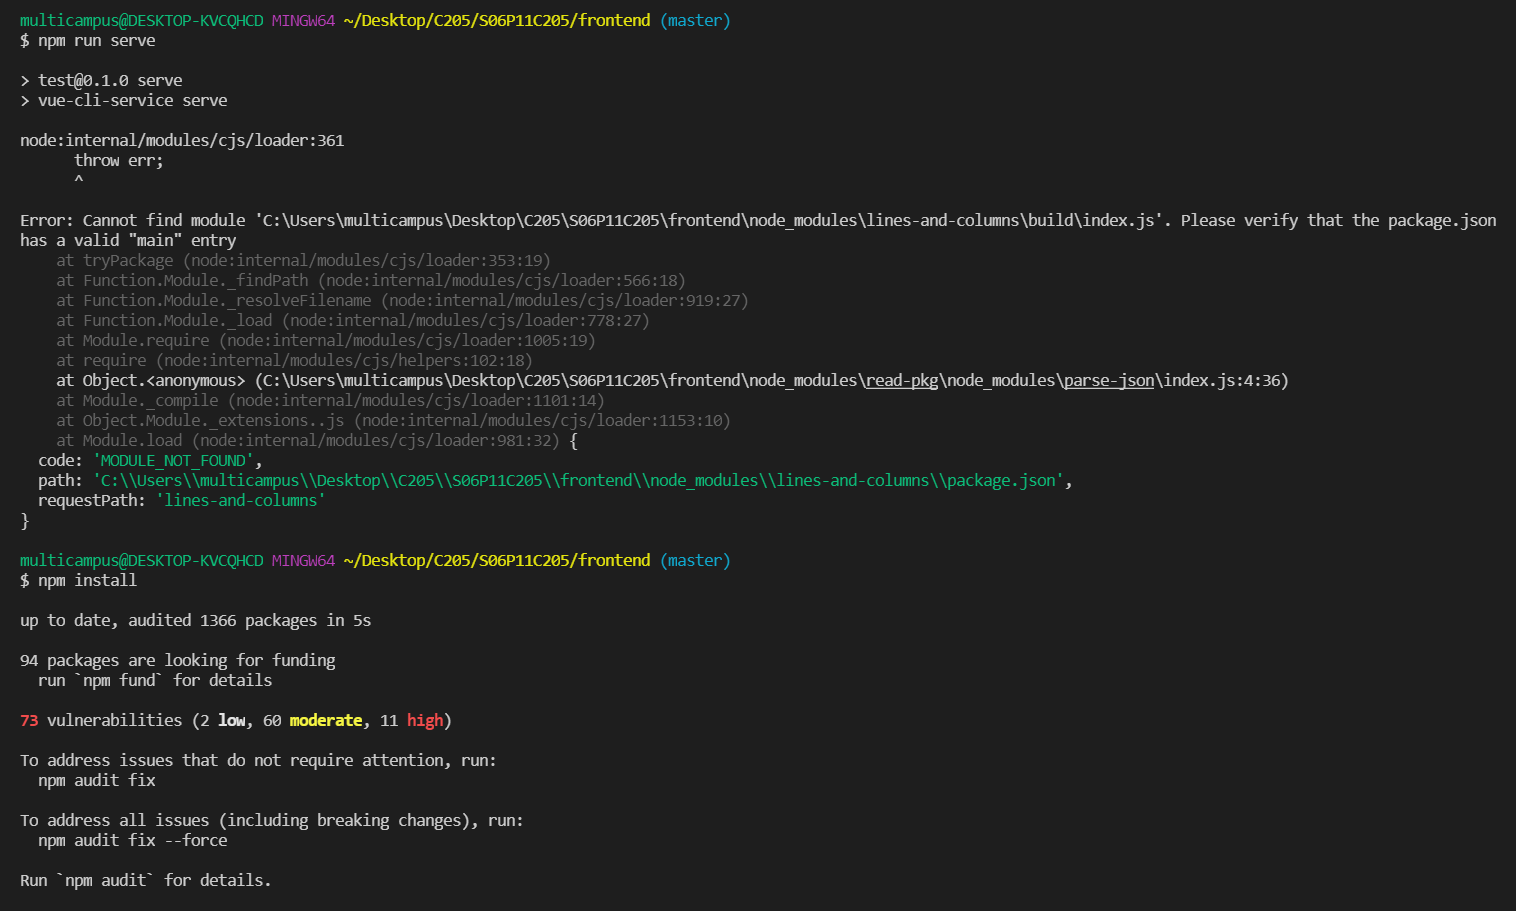 multicampus@DESKTOP-KVCQHCD MINGW64 ~/Desktop/C205/S06P11C205/frontend (master)
$ npm run serve

> test@0.1.0 serve
> vue-cli-service serve

node:internal/modules/cjs/loader:361
      throw err;
      ^

Error: Cannot find module 'C:\Users\multicampus\Desktop\C205\S06P11C205\frontend\node_modules\lines-and-columns\build\index.js'. Please verify that the package.json
has a valid "main" entry
    at tryPackage (node:internal/modules/cjs/loader:353:19)
    at Function.Module._findPath (node:internal/modules/cjs/loader:566:18)
    at Function.Module._resolveFilename (node:internal/modules/cjs/loader:919:27)
    at Function.Module._load (node:internal/modules/cjs/loader:778:27)
    at Module.require (node:internal/modules/cjs/loader:1005:19)
    at require (node:internal/modules/cjs/helpers:102:18)
    at Object.<anonymous> (C:\Users\multicampus\Desktop\C205\S06P11C205\frontend\node_modules\read-pkg\node_modules\parse-json\index.js:4:36)
    at Module._compile (node:internal/modules/cjs/loader:1101:14)
    at Object.Module._extensions..js (node:internal/modules/cjs/loader:1153:10)
    at Module.load (node:internal/modules/cjs/loader:981:32) {
  code: 'MODULE_NOT_FOUND',
  path: 'C:\\Users\\multicampus\\Desktop\\C205\\S06P11C205\\frontend\\node_modules\\lines-and-columns\\package.json',
  requestPath: 'lines-and-columns'
}

multicampus@DESKTOP-KVCQHCD MINGW64 ~/Desktop/C205/S06P11C205/frontend (master)
$ npm install

up to date, audited 1366 packages in 5s

94 packages are looking for funding
  run `npm fund` for details

73 vulnerabilities (2 low, 60 moderate, 11 high)

To address issues that do not require attention, run:
  npm audit fix

To address all issues (including breaking changes), run:
  npm audit fix --force

Run `npm audit` for details.